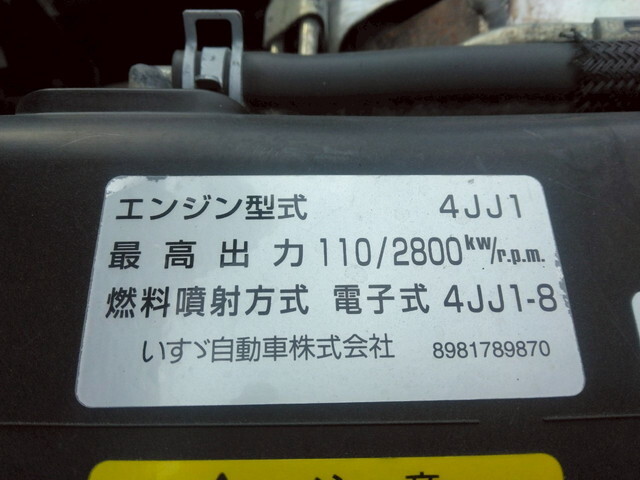 エンジン型式 4JJ1
最高出力 110/2800kw/r.p.m.
燃料噴射方式 電子式 4JJ1-8
いすゞ自動車株式会社 8981789870